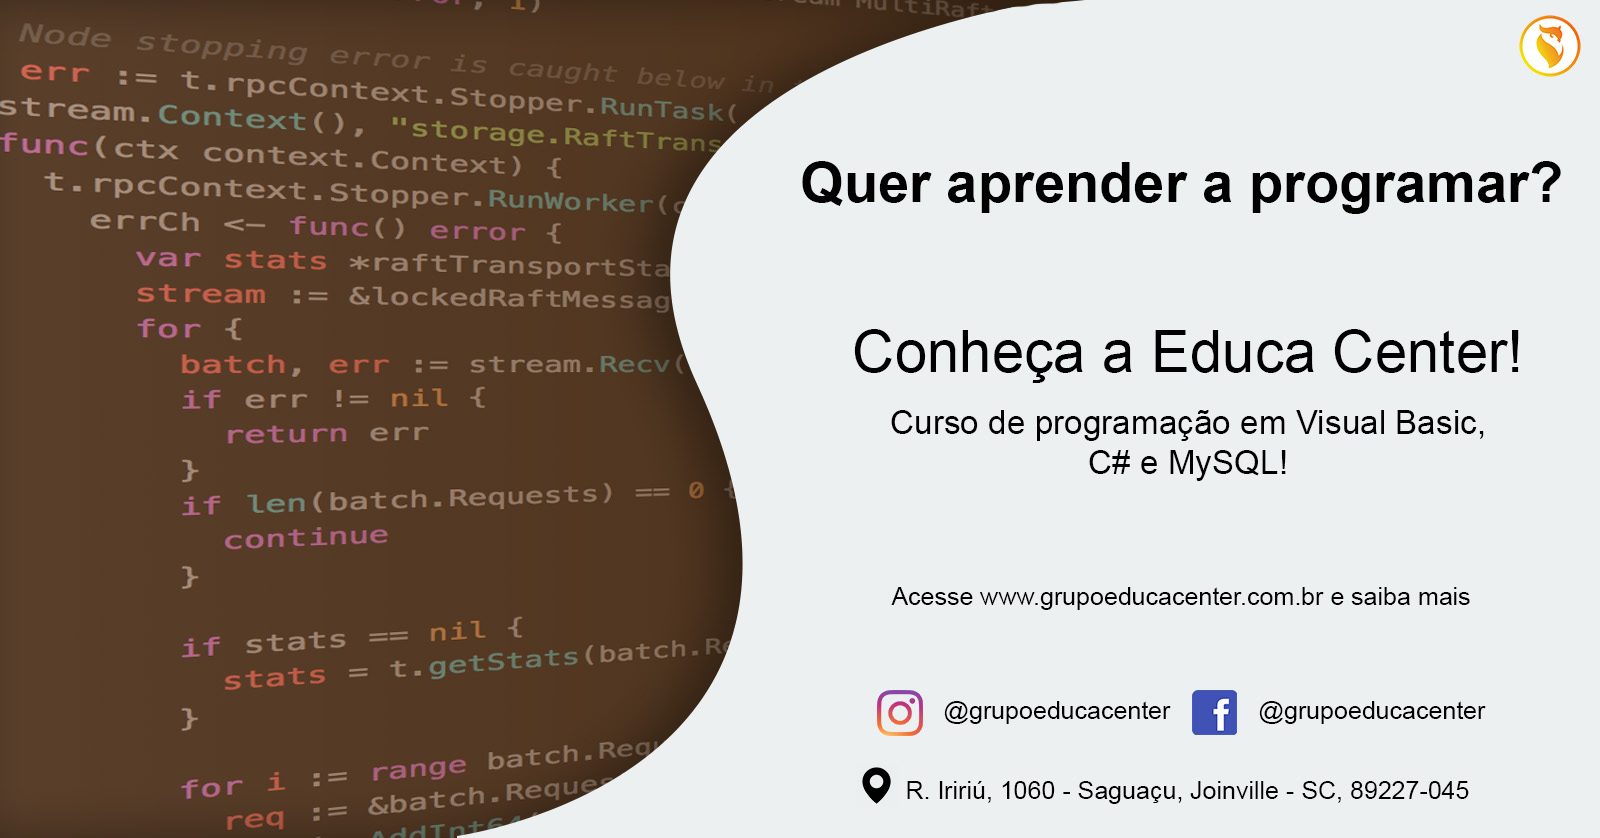 Node stopping error is caught below in
err := t.rpcContext.Stopper.RunTask(
stream.Context(), "storage.RaftTrans
func(ctx context.Context) {
t.rpcContext.Stopper.RunWorker(
errCh <- func() error {
var stats *raftTransportSta
stream := &lockedRaftMessag
for {
batch, err := stream.Recv(
if err != nil {
return err
}
if len(batch.Requests) == 0 {
continue
}
if stats == nil {
stats = t.getStats(batch.Re
}
for i := range batch.Requ
req := &batch.Reques
AddInt64
Quer aprender a programar?
Conheça a Educa Center!
Curso de programação em Visual Basic,
C# e MySQL!
Acesse www.grupoeducacenter.com.br e saiba mais
@grupoeducacenter @grupoeducacenter
R. Iririú, 1060 - Saguaçu, Joinville - SC, 89227-045